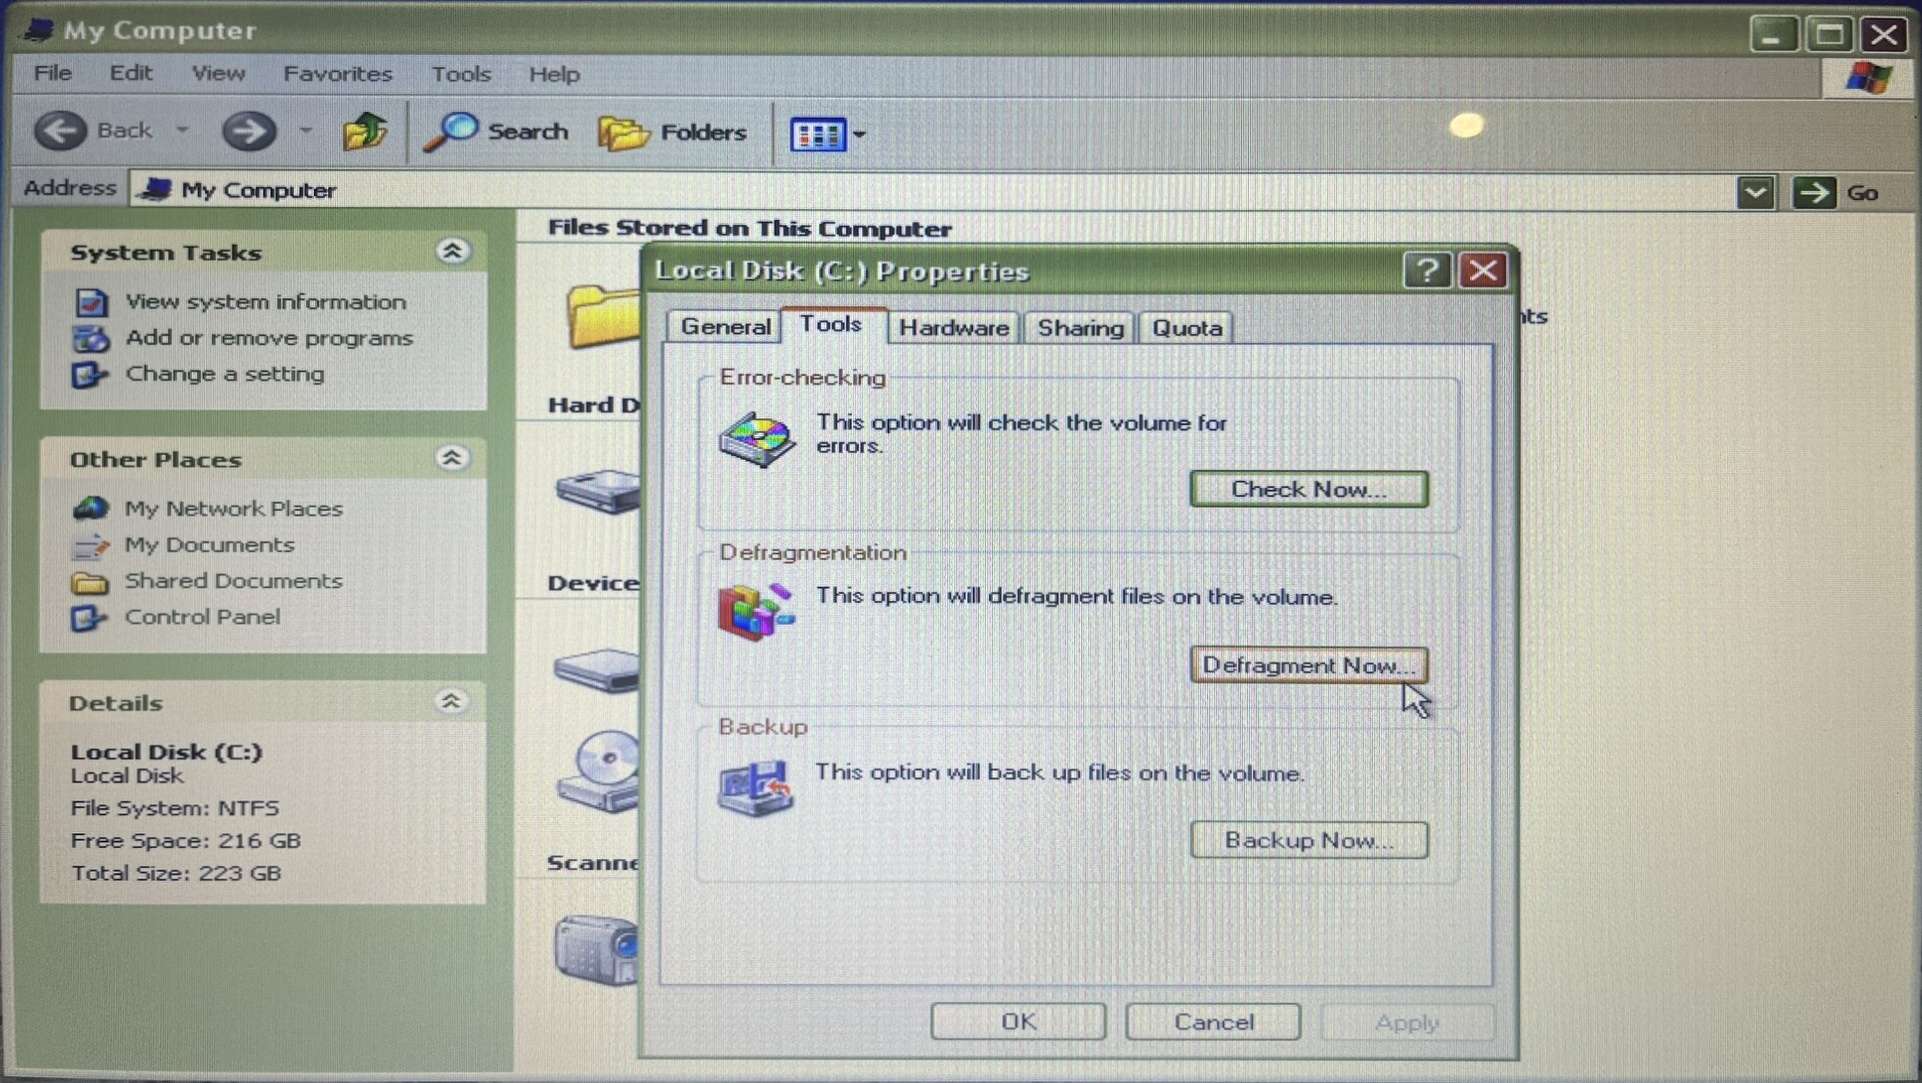 My Computer
File Edit View Favorites Tools Help
Back Search Folders
Address My Computer Go
System Tasks
View system information
Add or remove programs
Change a setting
Other Places
My Network Places
My Documents
Shared Documents
Control Panel
Details
Local Disk (C:)
Local Disk
File System: NTFS
Free Space: 216 GB
Total Size: 223 GB
Files Stored on This Computer
nts
Hard D
Device
Scanne
Local Disk (C:) Properties
General Tools Hardware Sharing Quota
Error-checking
This option will check the volume for
errors.
Check Now...
Defragmentation
This option will defragment files on the volume.
Defragment Now...
Backup
This option will back up files on the volume.
Backup Now...
OK Cancel Apply